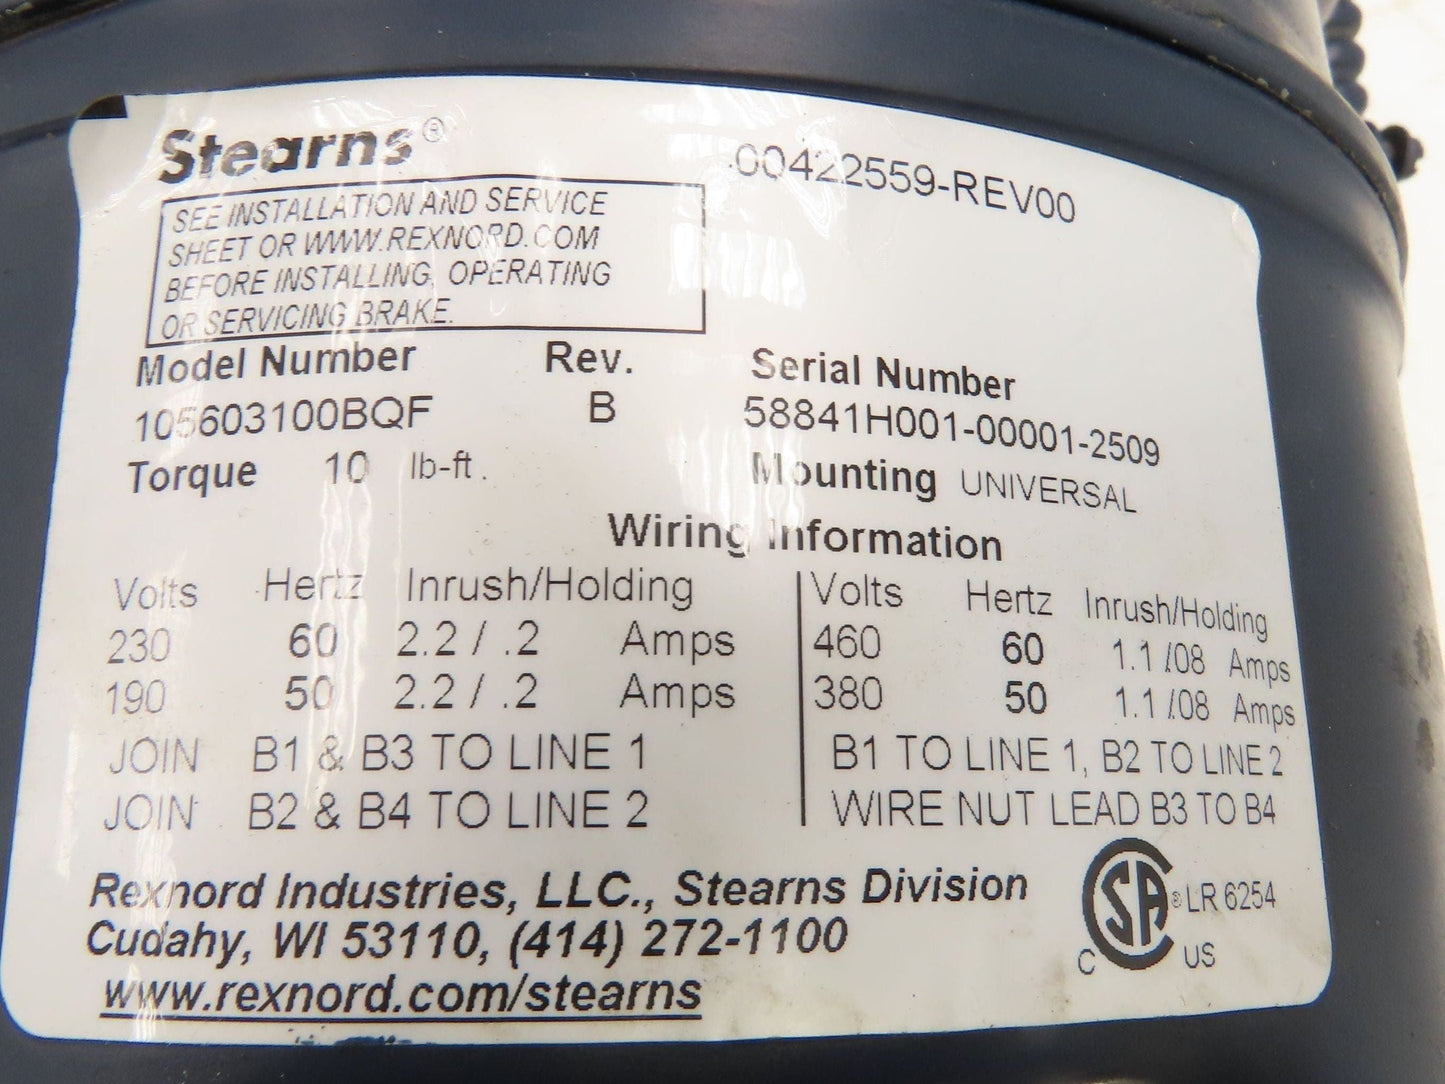 Stearns®
00422559-REV00
SEE INSTALLATION AND SERVICE
SHEET OR WWW.REXNORD.COM
BEFORE INSTALLING, OPERATING
OR SERVICING BRAKE.
Model Number Rev. Serial Number
105603100BQF B 58841H001-00001-2509
Torque 10 lb-ft. Mounting UNIVERSAL
Wiring Information
Volts Hertz Inrush/Holding
230 60 2.2 / .2 Amps
190 50 2.2 / .2 Amps
JOIN B1 & B3 TO LINE 1
JOIN B2 & B4 TO LINE 2
Volts Hertz Inrush/Holding
460 60 1.1 /.08 Amps
380 50 1.1 /.08 Amps
B1 TO LINE 1, B2 TO LINE 2
WIRE NUT LEAD B3 TO B4
Rexnord Industries, LLC., Stearns Division
Cudahy, WI 53110, (414) 272-1100
www.rexnord.com/stearns
CSA® LR 6254
C US